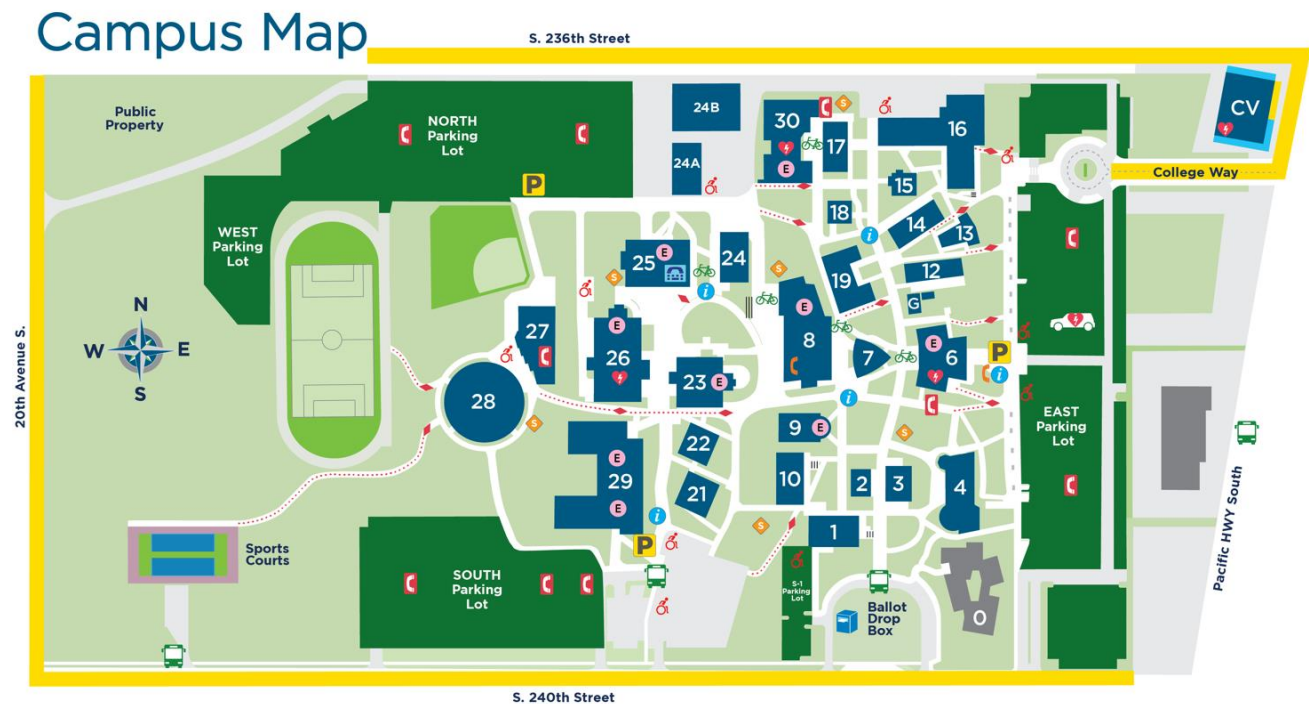 Campus Map
S. 236th Street
Public
Property
NORTH
Parking
Lot
24B
30
S
16
CV
17
24A
E
P
College Way
15
WEST
Parking
Lot
18
i
14
13
25
E
24
19
12
S
S
i
G
N
W
E
S
20th Avenue S.
27
26
E
8
E
7
6
E
P
i
23
E
28
i
EAST
Parking
Lot
S
9
E
S
22
29
E
E
10
2
3
4
21
i
S
1
P
Pacific HWY South
Sports
Courts
SOUTH
Parking
Lot
S-1
Parking
Lot
Ballot
Drop
Box
0
S. 240th Street